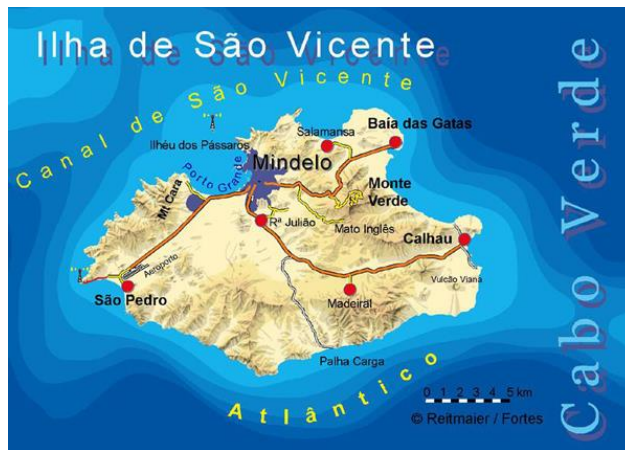 Ilha de São Vicente
Canal de São Vicente
Cabo Verde
Ilhéu dos Pássaros
Salamansa
Baía das Gatas
Porto Grande
Mindelo
Mt Cara
Monte
Verde
Rª Julião
Mato Inglês
Calhau
Aeroporto
São Pedro
Madeiral
Vulcão Viana
Palha Carga
Atlântico
0 1 2 3 4 5 km
© Reitmaier / Fortes